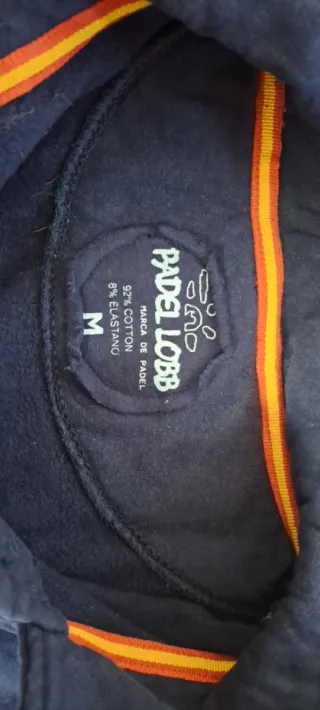 PADEL LOBB
MARCA DE PADEL
92% COTTON
8% ELASTANO
M